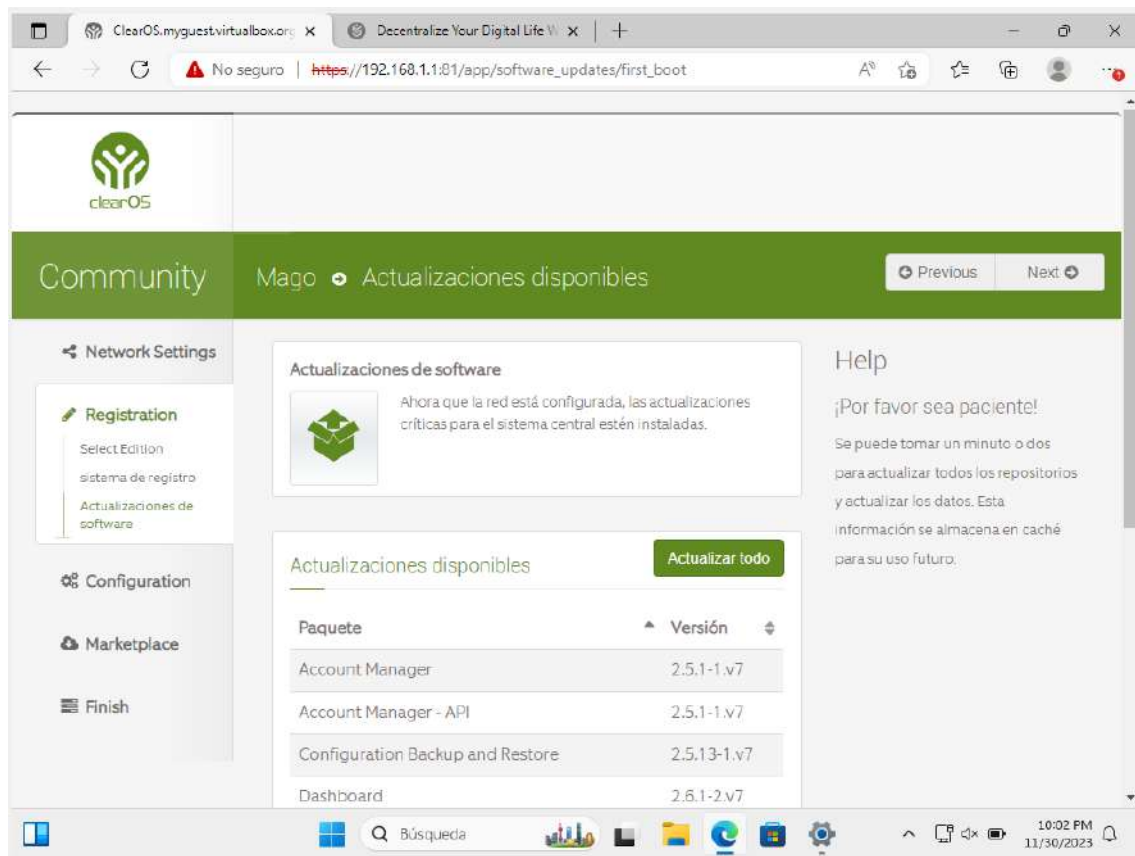 ClearOS.myguest.virtualbox.org
Decentralize Your Digital Life W
No seguro
https://192.168.1.1:81/app/software_updates/first_boot
clearOS
Community
Mago
Actualizaciones disponibles
Previous
Next
Network Settings
Registration
Select Edition
sistema de registro
Actualizaciones de
software
Configuration
Marketplace
Finish
Actualizaciones de software
Ahora que la red está configurada, las actualizaciones
críticas para el sistema central estén instaladas.
Actualizaciones disponibles
Actualizar todo
Paquete Versión
Account Manager 2.5.1-1.v7
Account Manager - API 2.5.1-1.v7
Configuration Backup and Restore 2.5.13-1.v7
Dashboard 2.6.1-2.v7
Help
¡Por favor sea paciente!
Se puede tomar un minuto o dos
para actualizar todos los repositorios
y actualizar los datos. Esta
información se almacena en caché
para su uso futuro.
Búsqueda
10:02 PM
11/30/2023